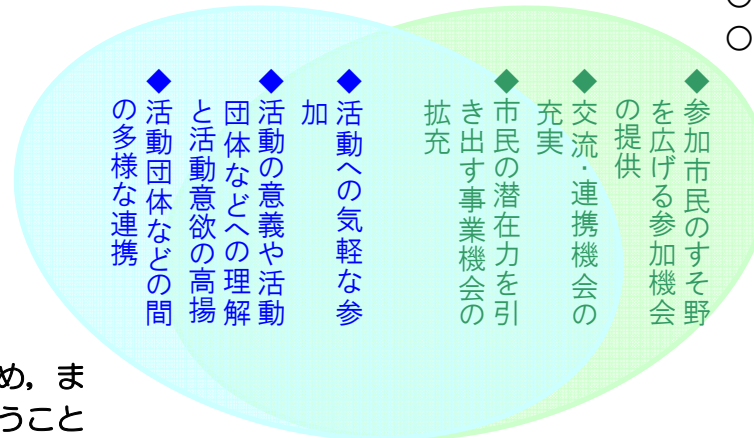 ○
○
◆参加市民のすそ野
を広げる参加機会
の提供
◆交流・連携機会の
充実
◆市民の潜在力を引
き出す事業機会の
拡充
◆活動への気軽な参
加
◆活動の意義や活動
団体などへの理解
と活動意欲の高揚
◆活動団体などの間
の多様な連携
め，ま
うこと